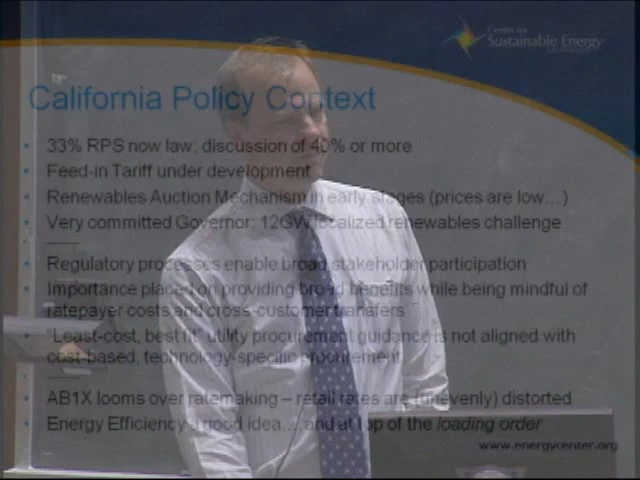 Center for
Sustainable Energy
California Policy Context
33% RPS now law, discussion of 40% or more
Feed-in Tariff under development
Renewables Auction Mechanism in early stages (prices are low…)
Very committed Governor: 12GW localized renewables challenge
Regulatory processes enable broad stakeholder participation
Importance placed on providing broad benefits while being mindful of
ratepayer costs and cross-customer transfers
"Least-cost, best fit" utility procurement guidance is not aligned with
cost-based, technology-specific procurement
AB1X looms over ratemaking – retail rates are (unevenly) distorted
Energy Efficiency a good idea….and at top of the loading order
www.energycenter.org